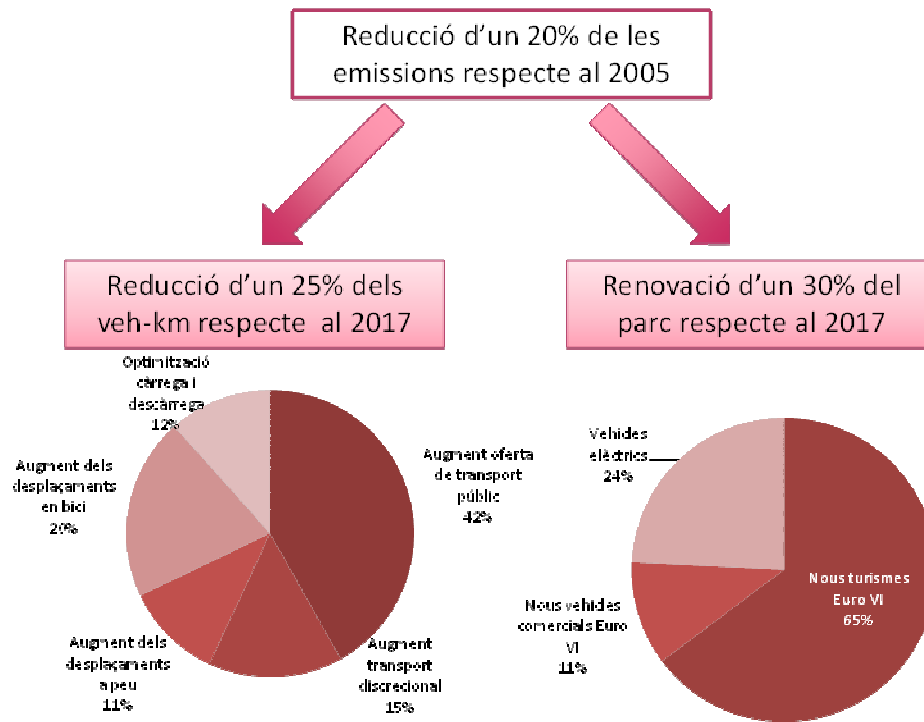 Reducció d'un 20% de les
emissions respecte al 2005
Reducció d'un 25% dels
veh-km respecte al 2017
Renovació d'un 30% del
parc respecte al 2017
Optimització
càrrega i
descàrrega
12%
Augment oferta
de transport
públic
42%
Augment dels
desplaçaments
en bici
20%
Augment dels
desplaçaments
a peu
11%
Augment
transport
discrecional
15%
Vehicles
elèctrics
24%
Nous turismes
Euro VI
65%
Nous vehicles
comercials Euro
VI
11%